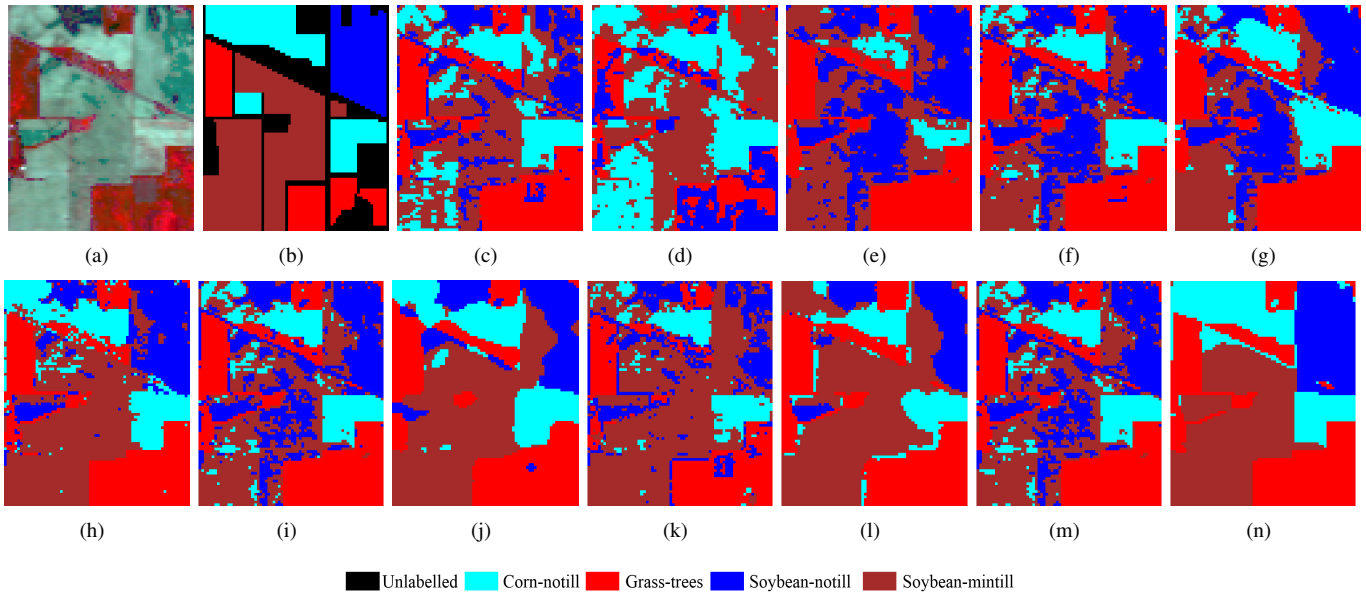 (a) (b) (c) (d) (e) (f) (g)
(h) (i) (j) (k) (l) (m) (n)
Unlabelled Corn-notill Grass-trees Soybean-notill Soybean-mintill